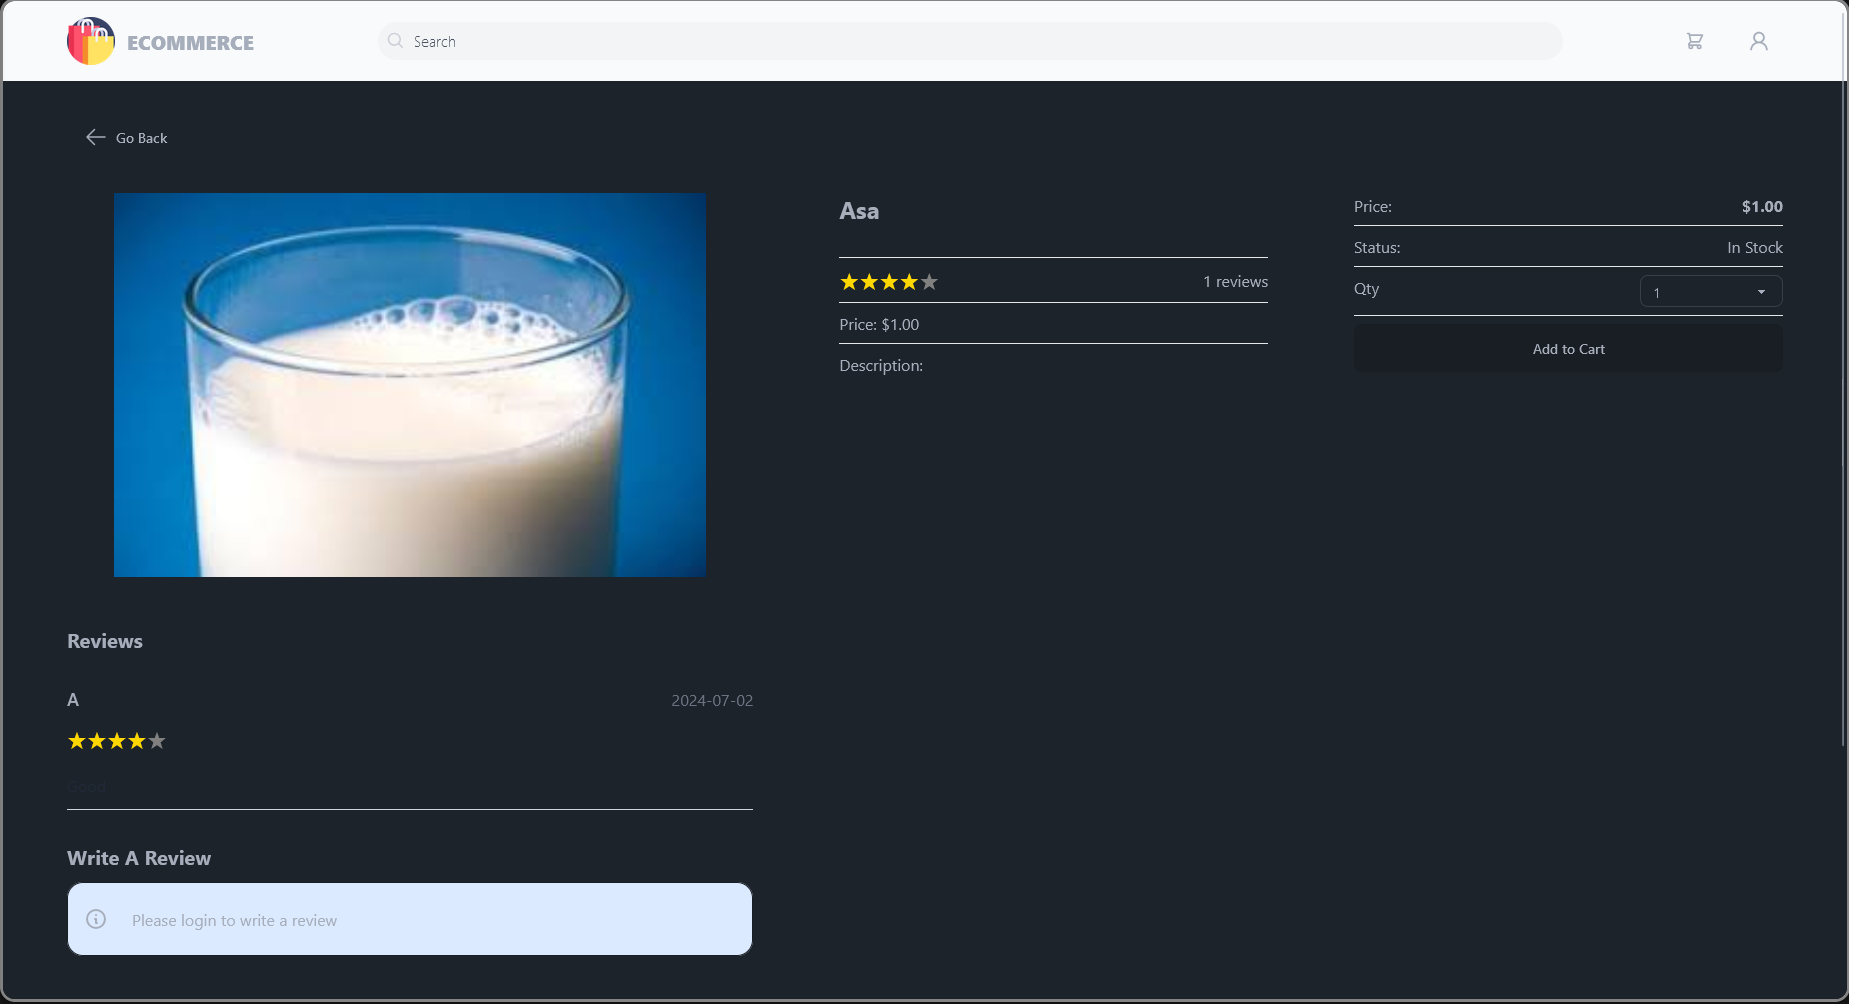 ECOMMERCE
Search
Go Back
Asa
1 reviews
Price: $1.00
Description:
Price:
$1.00
Status:
In Stock
Qty
1
Add to Cart
Reviews
A
2024-07-02
Good
Write A Review
Please login to write a review